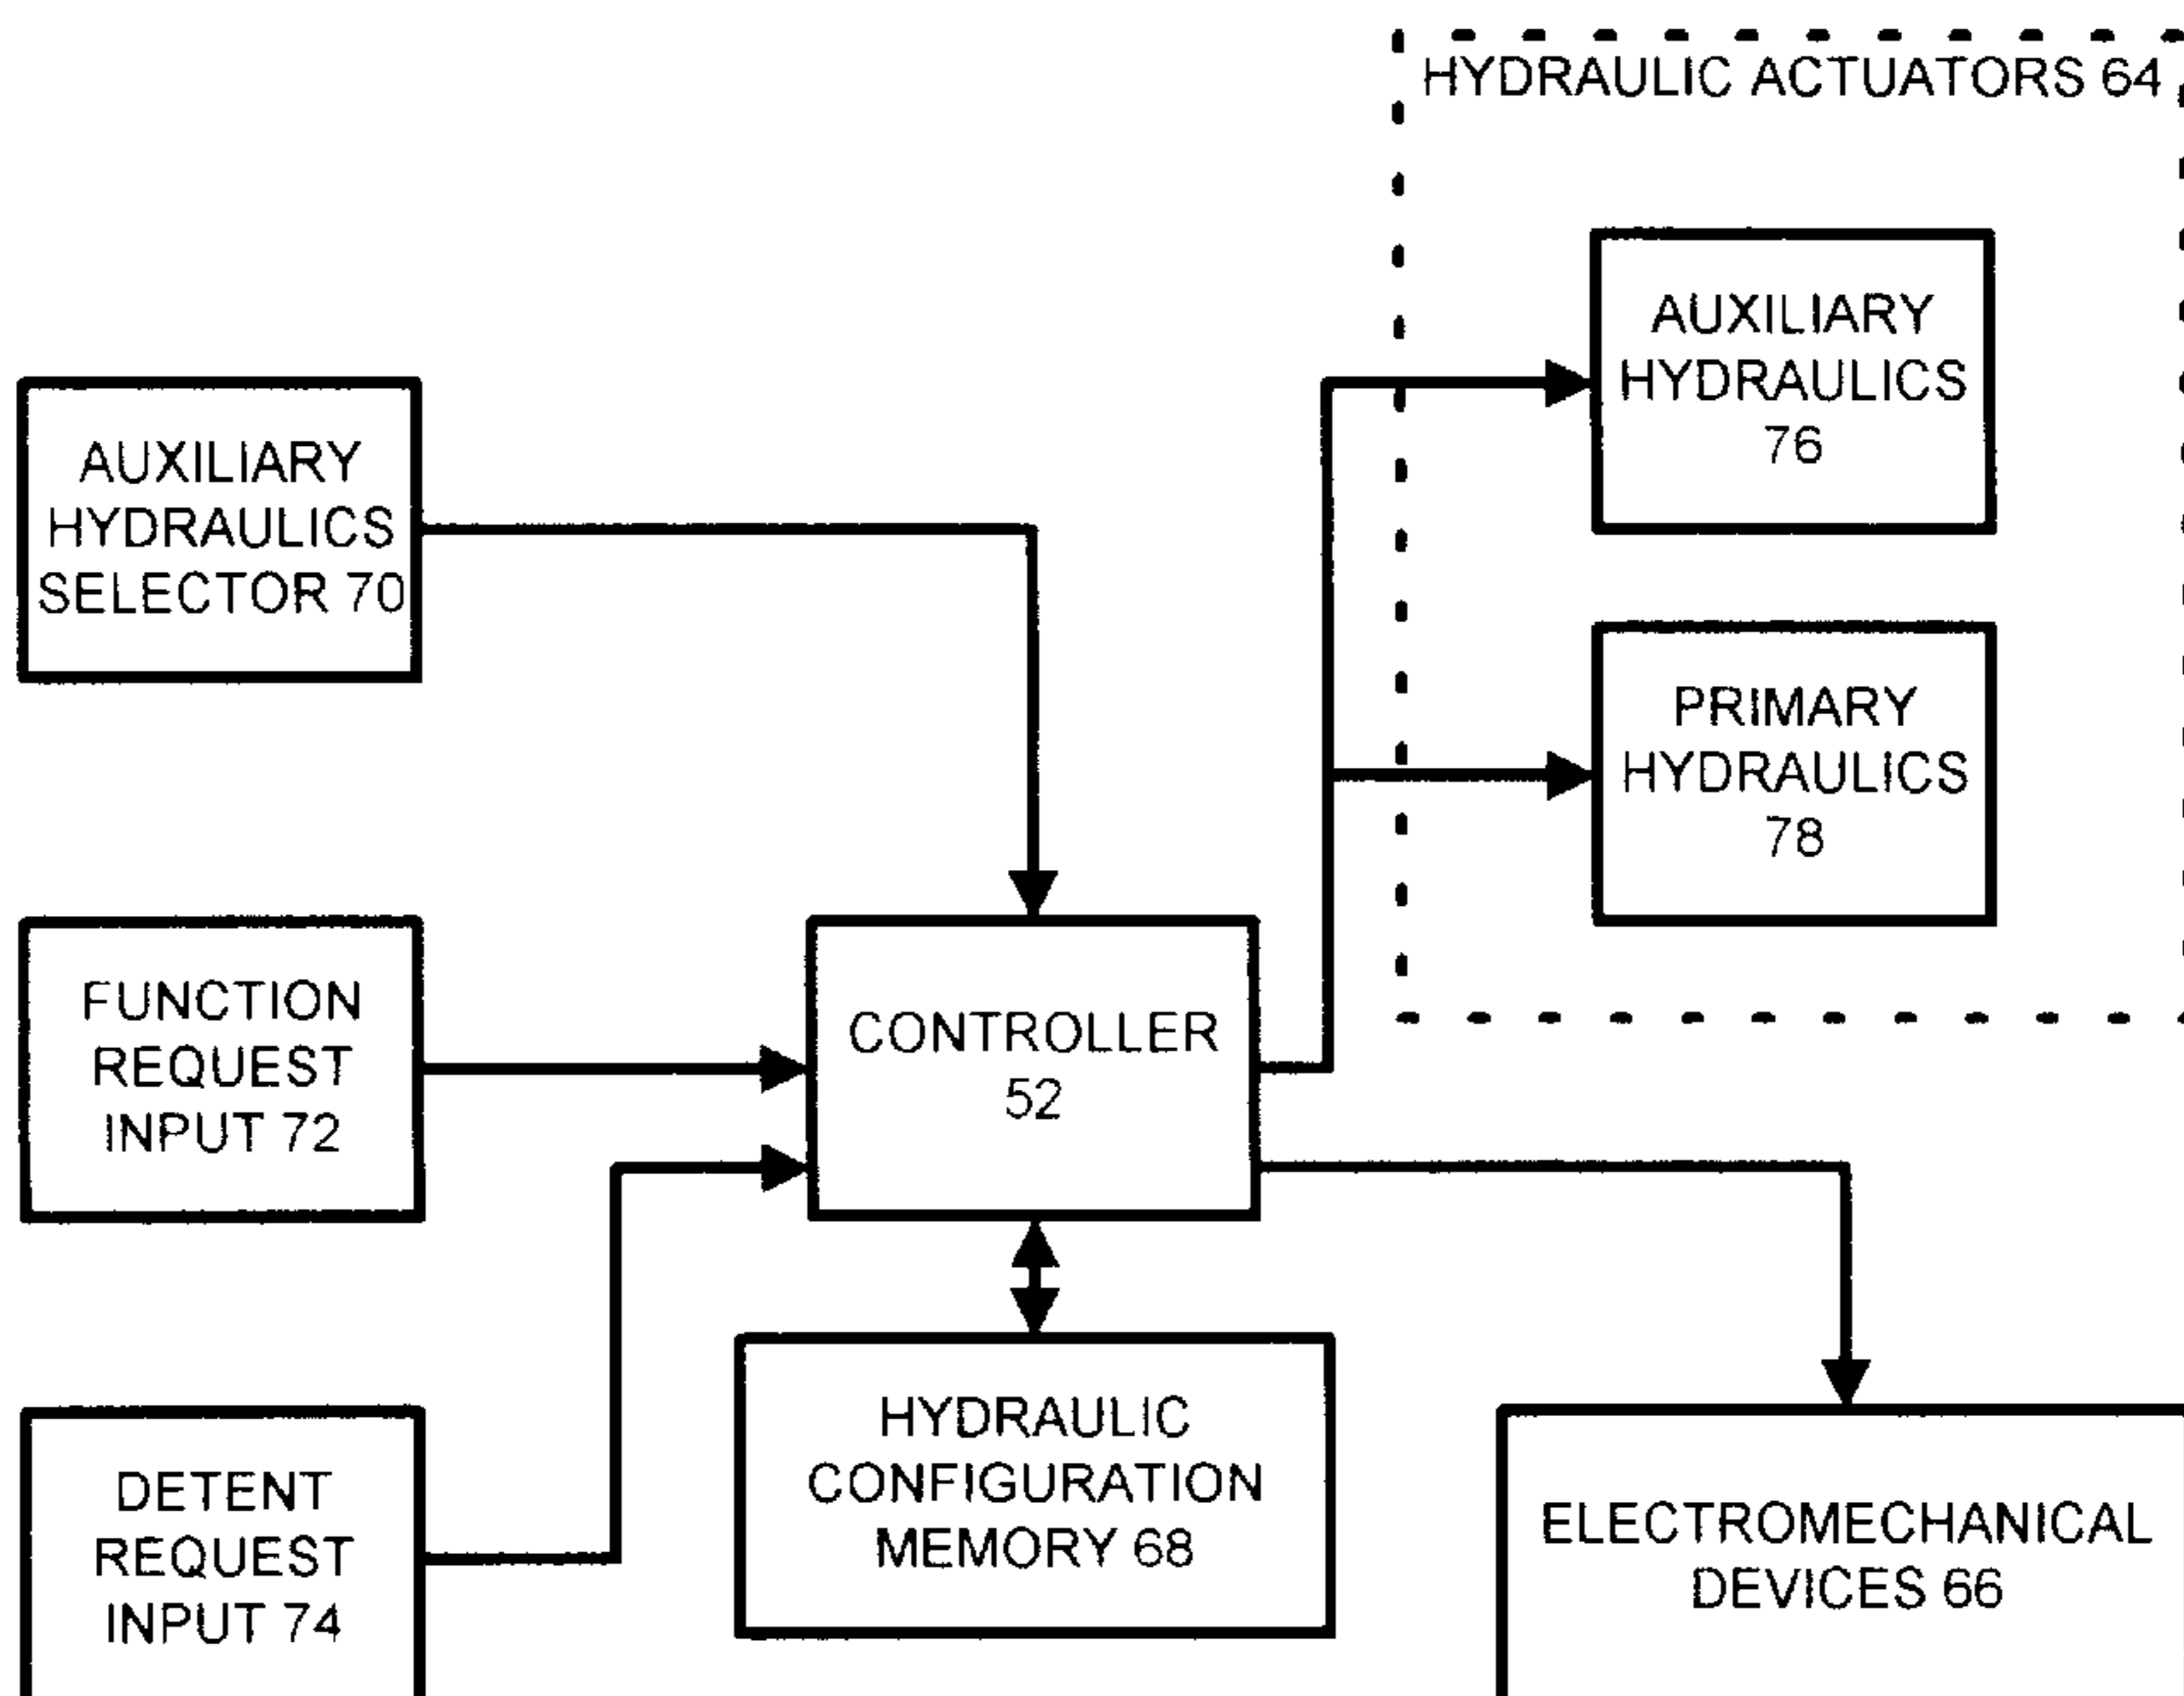 HYDRAULIC ACTUATORS 64
AUXILIARY
HYDRAULICS
76
AUXILIARY
HYDRAULICS
SELECTOR 70
PRIMARY
HYDRAULICS
78
FUNCTION
REQUEST
INPUT 72
CONTROLLER
52
HYDRAULIC
CONFIGURATION
MEMORY 68
DETENT
REQUEST
INPUT 74
ELECTROMECHANICAL
DEVICES 66